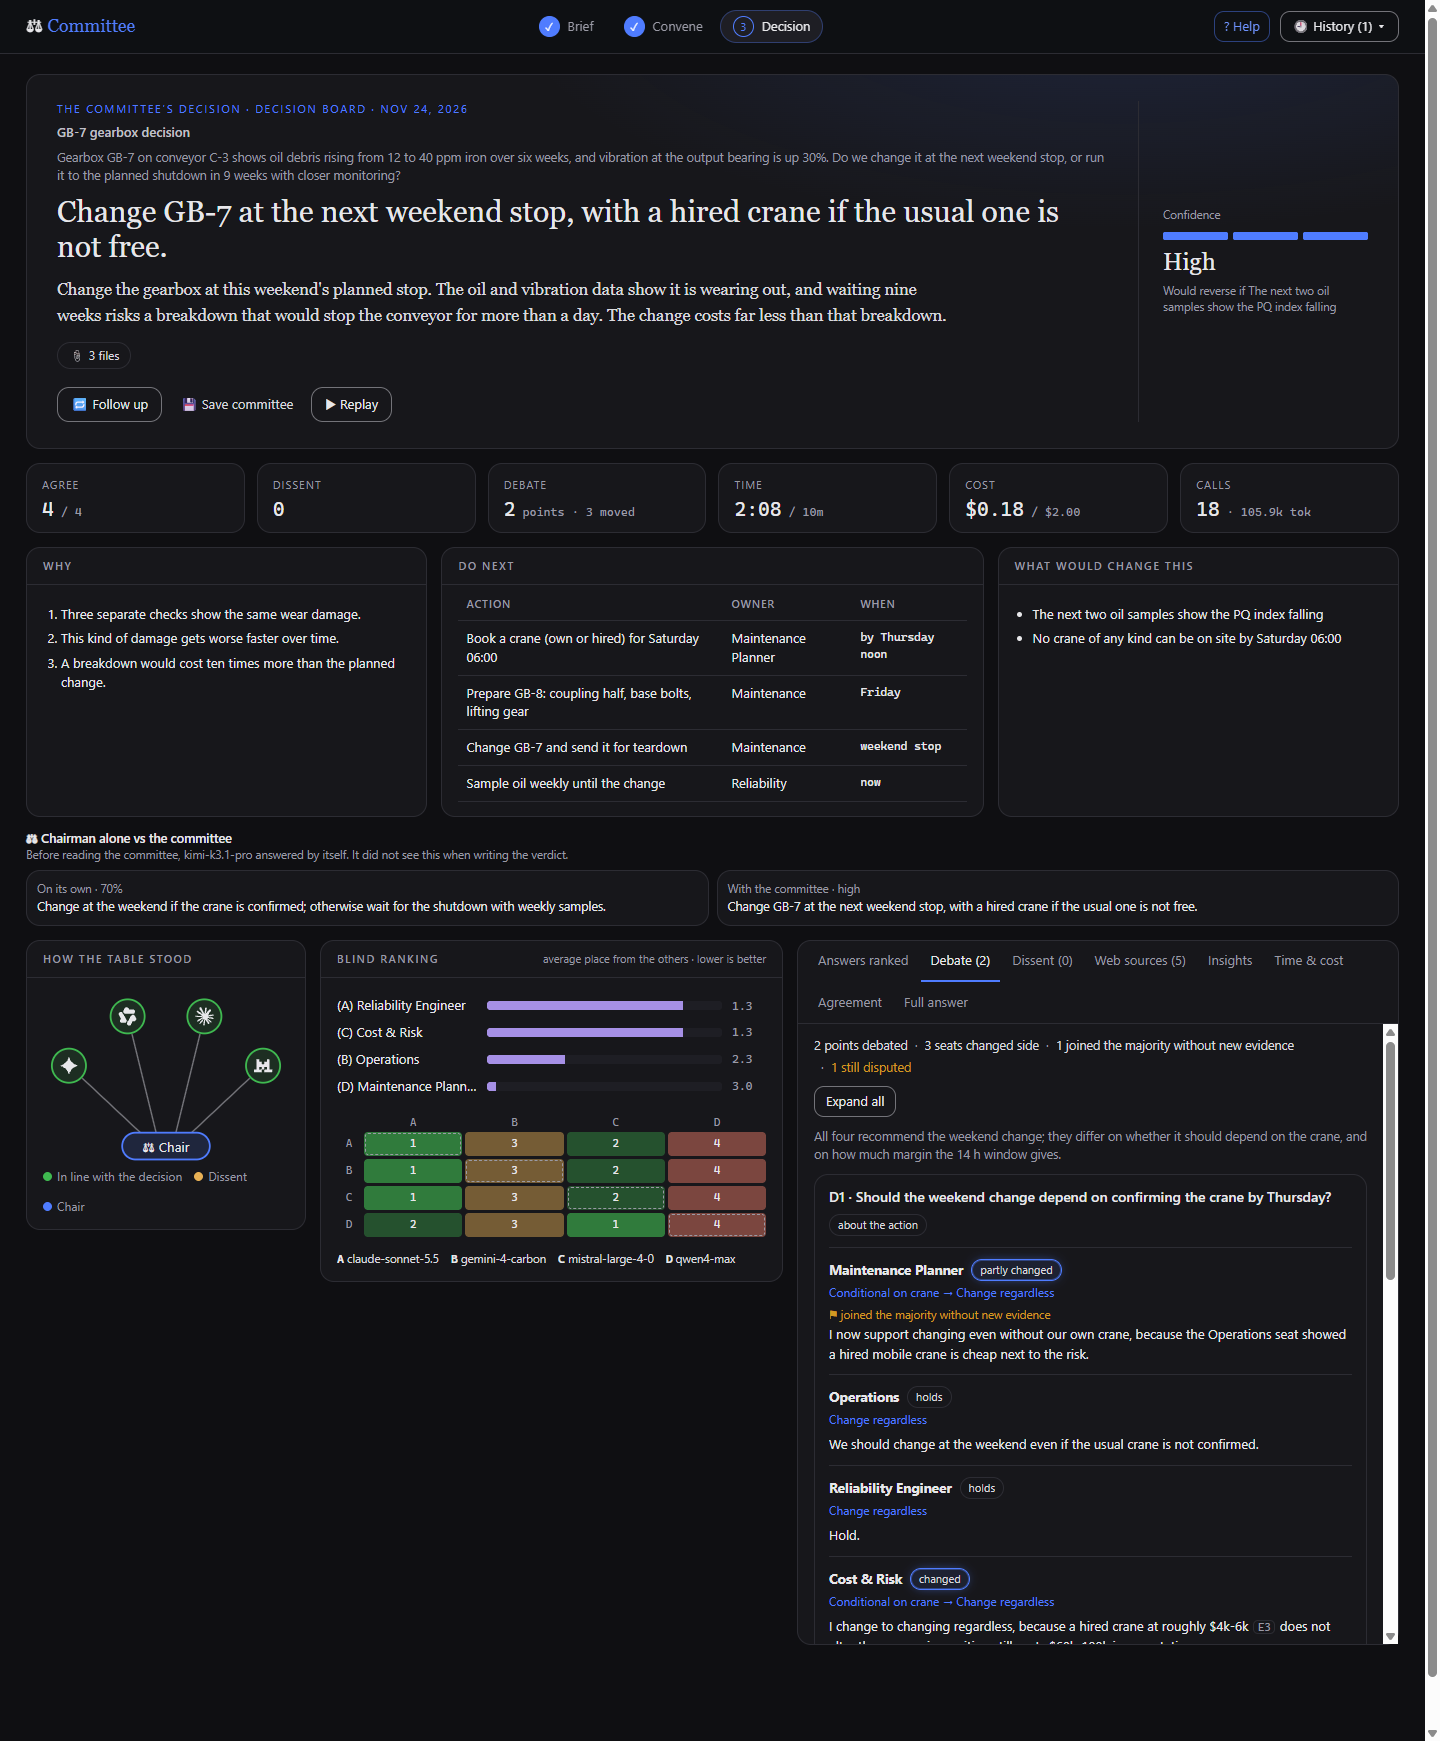 Committee
✓ Brief
✓ Convene
3 Decision
? Help
History (1)
THE COMMITTEE'S DECISION · DECISION BOARD · NOV 24, 2026
GB-7 gearbox decision
Gearbox GB-7 on conveyor C-3 shows oil debris rising from 12 to 40 ppm iron over six weeks, and vibration at the output bearing is up 30%. Do we change it at the next weekend stop, or run
it to the planned shutdown in 9 weeks with closer monitoring?
Change GB-7 at the next weekend stop, with a hired crane if the usual one is
not free.
Change the gearbox at this weekend's planned stop. The oil and vibration data show it is wearing out, and waiting nine
weeks risks a breakdown that would stop the conveyor for more than a day. The change costs far less than that breakdown.
3 files
Follow up
Save committee
Replay
Confidence
High
Would reverse if The next two oil
samples show the PQ index falling
AGREE
4 / 4
DISSENT
0
DEBATE
2 points · 3 moved
TIME
2:08 / 10m
COST
$0.18 / $2.00
CALLS
18 · 105.9k tok
WHY
1. Three separate checks show the same wear damage.
2. This kind of damage gets worse faster over time.
3. A breakdown would cost ten times more than the planned
change.
DO NEXT
ACTION OWNER WHEN
Book a crane (own or hired) for Saturday
06:00
Maintenance
Planner
by Thursday
noon
Prepare GB-8: coupling half, base bolts,
lifting gear
Maintenance
Friday
Change GB-7 and send it for teardown Maintenance weekend stop
Sample oil weekly until the change Reliability now
WHAT WOULD CHANGE THIS
• The next two oil samples show the PQ index falling
• No crane of any kind can be on site by Saturday 06:00
Chairman alone vs the committee
Before reading the committee, kimi-k3.1-pro answered by itself. It did not see this when writing the verdict.
On its own · 70%
Change at the weekend if the crane is confirmed; otherwise wait for the shutdown with weekly samples.
With the committee · high
Change GB-7 at the next weekend stop, with a hired crane if the usual one is not free.
HOW THE TABLE STOOD
Chair
In line with the decision
Dissent
Chair
BLIND RANKING
average place from the others · lower is better
(A) Reliability Engineer 1.3
(C) Cost & Risk 1.3
(B) Operations 2.3
(D) Maintenance Plann... 3.0
A B C D
A 1 3 2 4
B 1 3 2 4
C 1 3 2 4
D 2 3 1 4
A claude-sonnet-5.5 B gemini-4-carbon C mistral-large-4-0 D qwen4-max
Answers ranked
Debate (2)
Dissent (0)
Web sources (5)
Insights
Time & cost
Agreement
Full answer
2 points debated · 3 seats changed side · 1 joined the majority without new evidence
· 1 still disputed
Expand all
All four recommend the weekend change; they differ on whether it should depend on the crane, and
on how much margin the 14 h window gives.
D1 · Should the weekend change depend on confirming the crane by Thursday?
about the action
Maintenance Planner partly changed
Conditional on crane → Change regardless
joined the majority without new evidence
I now support changing even without our own crane, because the Operations seat showed
a hired mobile crane is cheap next to the risk.
Operations holds
Change regardless
We should change at the weekend even if the usual crane is not confirmed.
Reliability Engineer holds
Change regardless
Hold.
Cost & Risk changed
Conditional on crane → Change regardless
I change to changing regardless, because a hired crane at roughly $4k-6k E3 does not